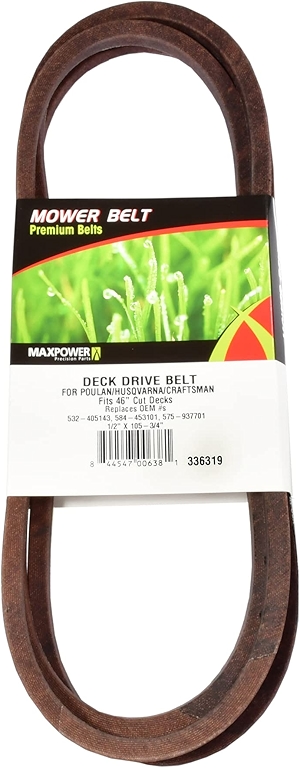 MOWER BELT
Premium Belts
MAXPOWER
Precision Parts
DECK DRIVE BELT
FOR POULAN/HUSQVARNA/CRAFTSMAN
Fits 46" Cut Decks
Replaces OEM #s
532-405143, 584-453101, 575-937701
1/2" X 105-3/4"
8 44547 00638 1 336319